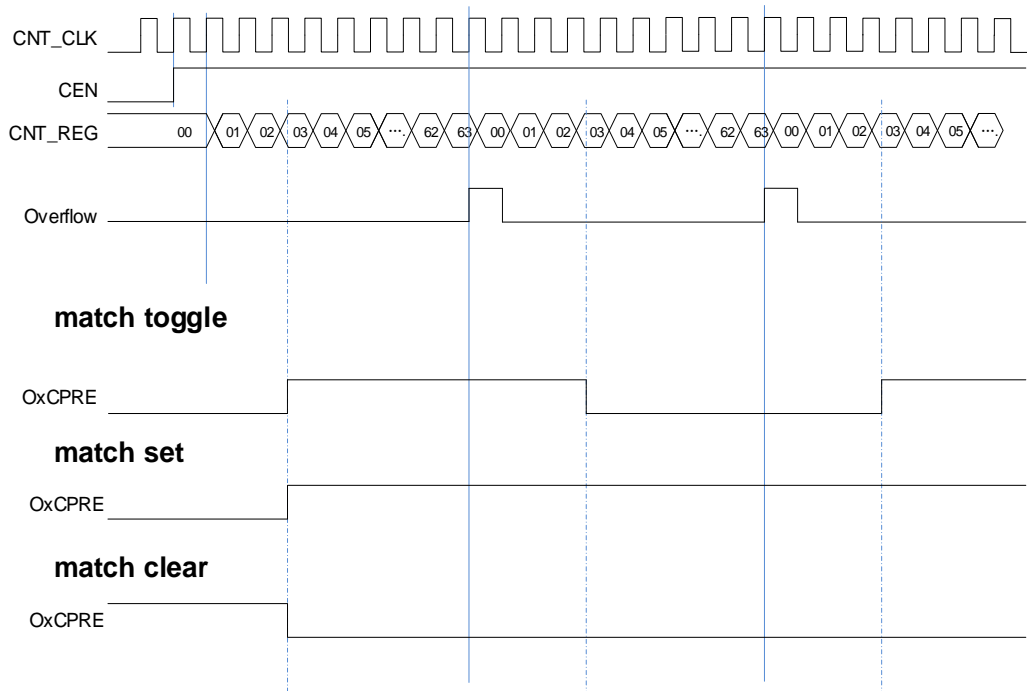 CNT_CLK
CEN
CNT_REG 00 01 02 03 04 05 ···. 62 63 00 01 02 03 04 05 ···. 62 63 00 01 02 03 04 05 ···.
Overflow
match toggle
OxCPRE
match set
OxCPRE
match clear
OxCPRE